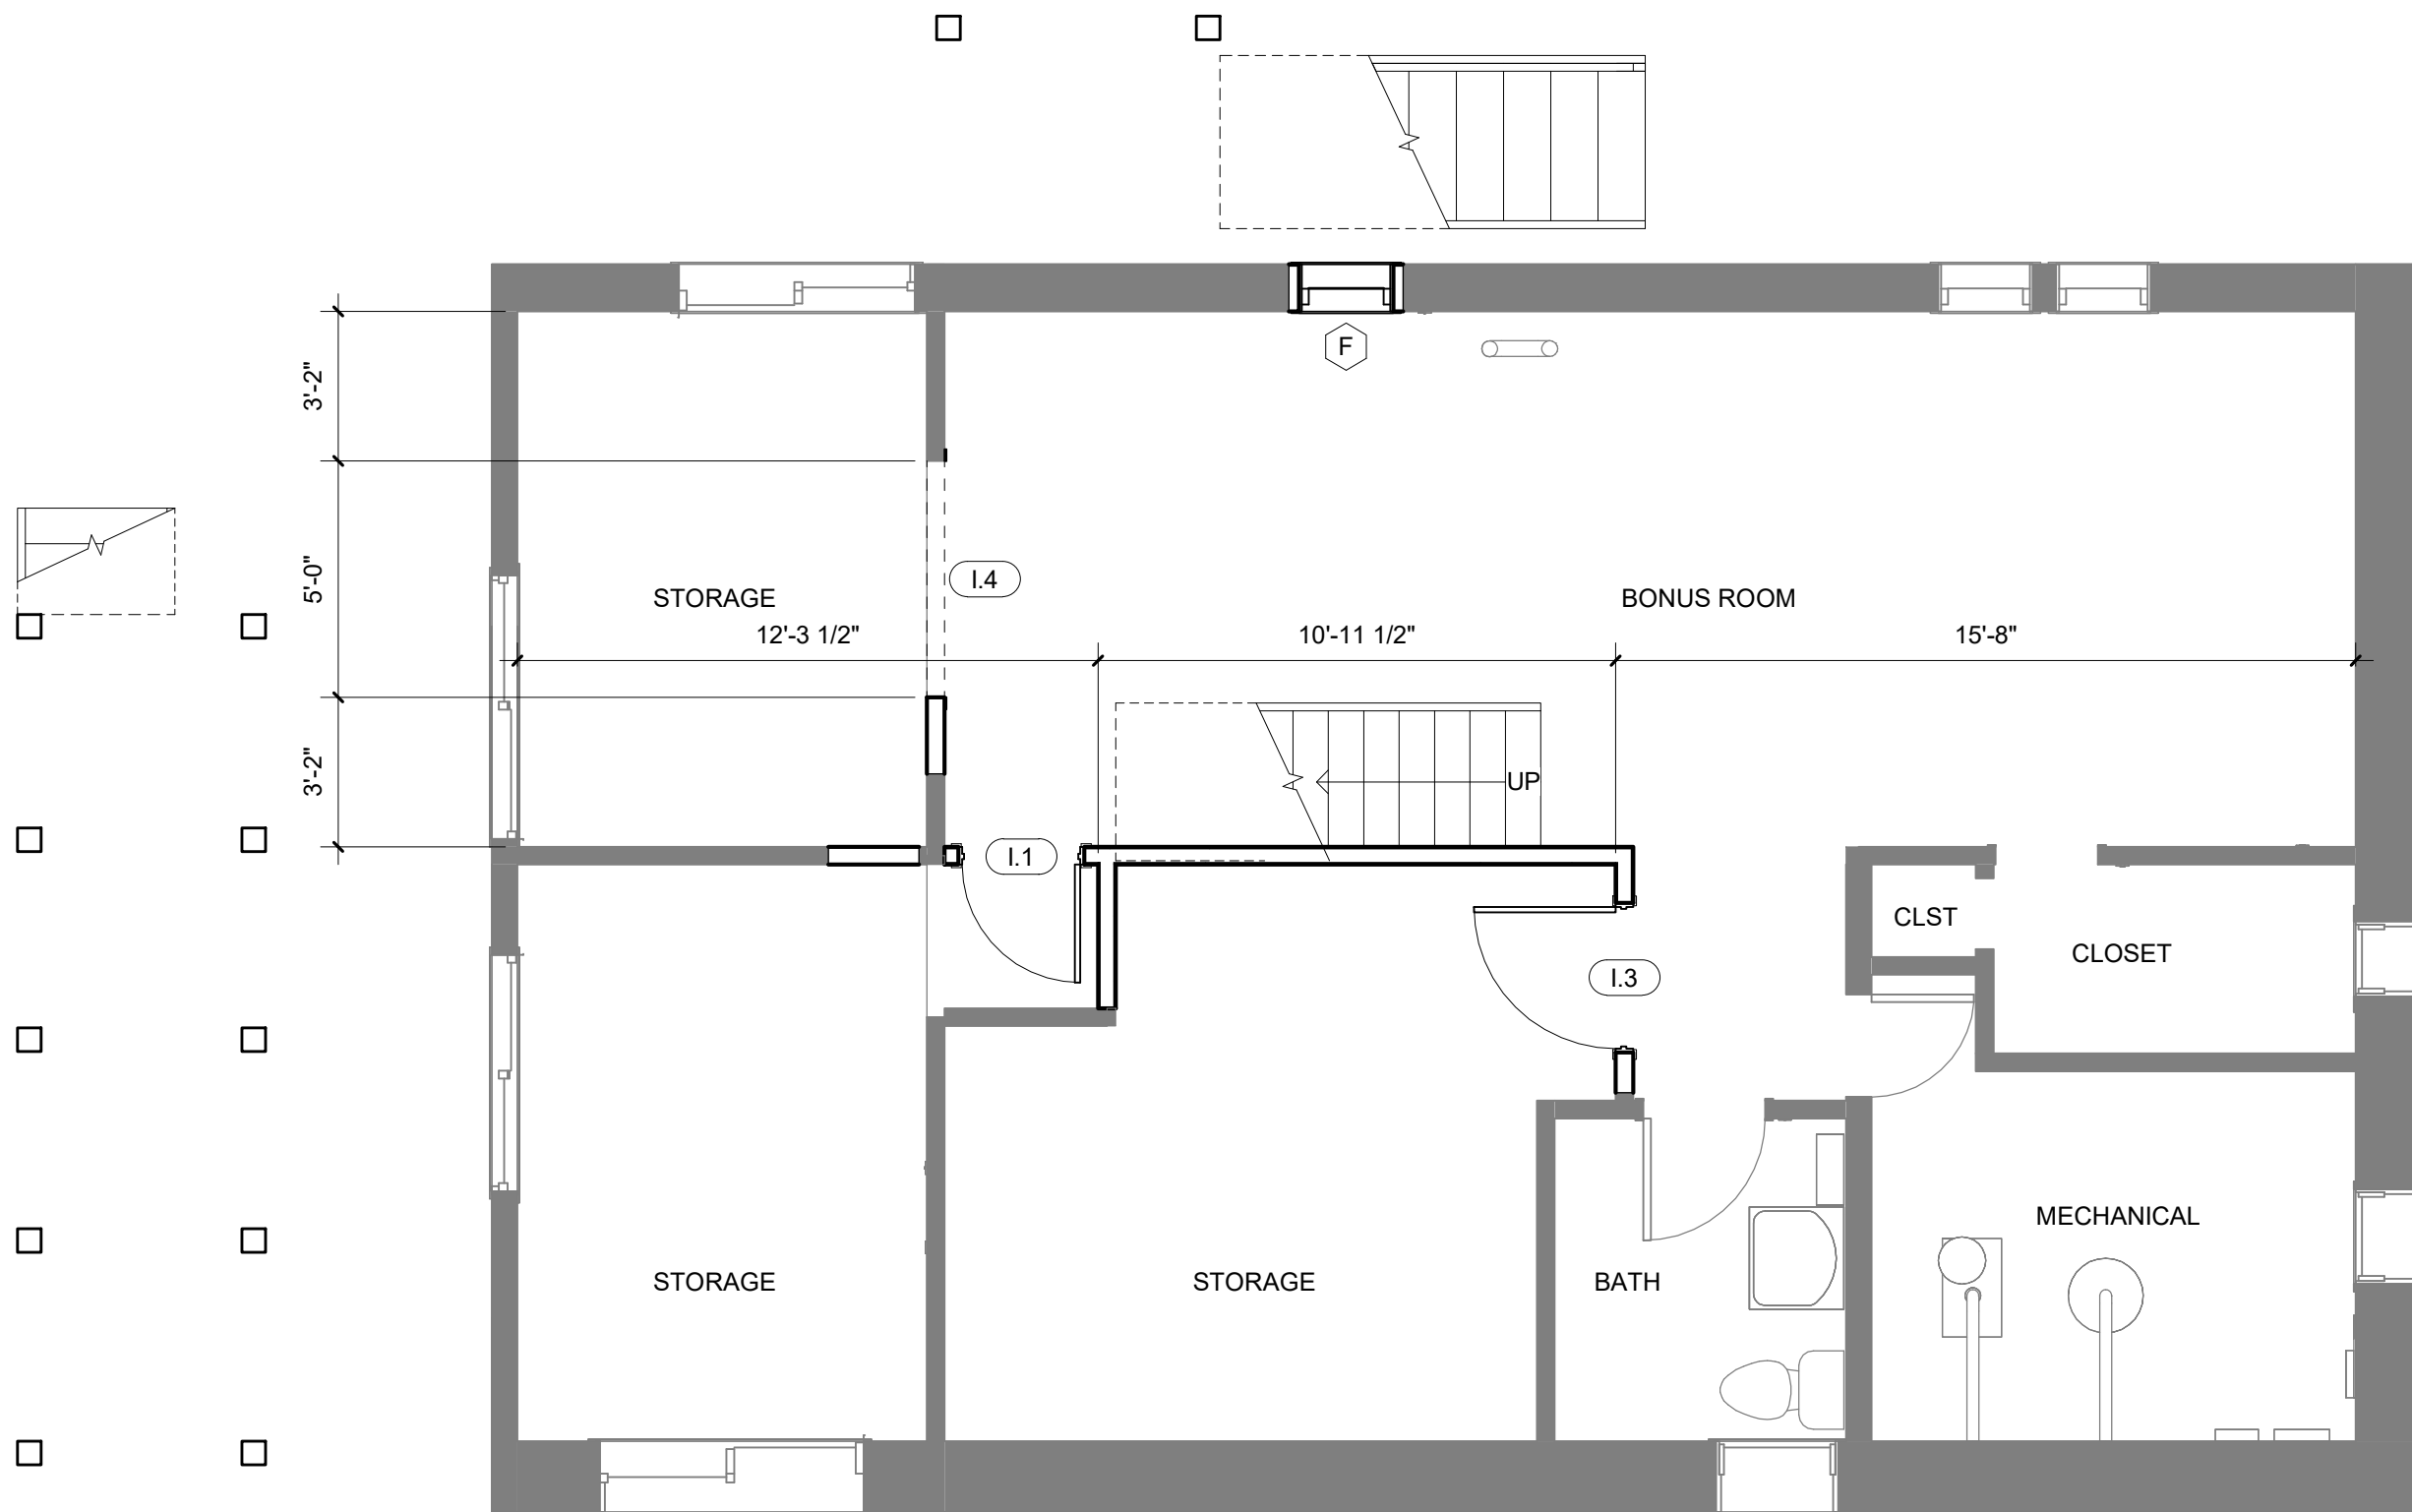 F
3'-2"
I.4
5'-0"
STORAGE
BONUS ROOM
12'-3 1/2"
10'-11 1/2"
15'-8"
3'-2"
UP
I.1
CLST
CLOSET
I.3
MECHANICAL
STORAGE
STORAGE
BATH